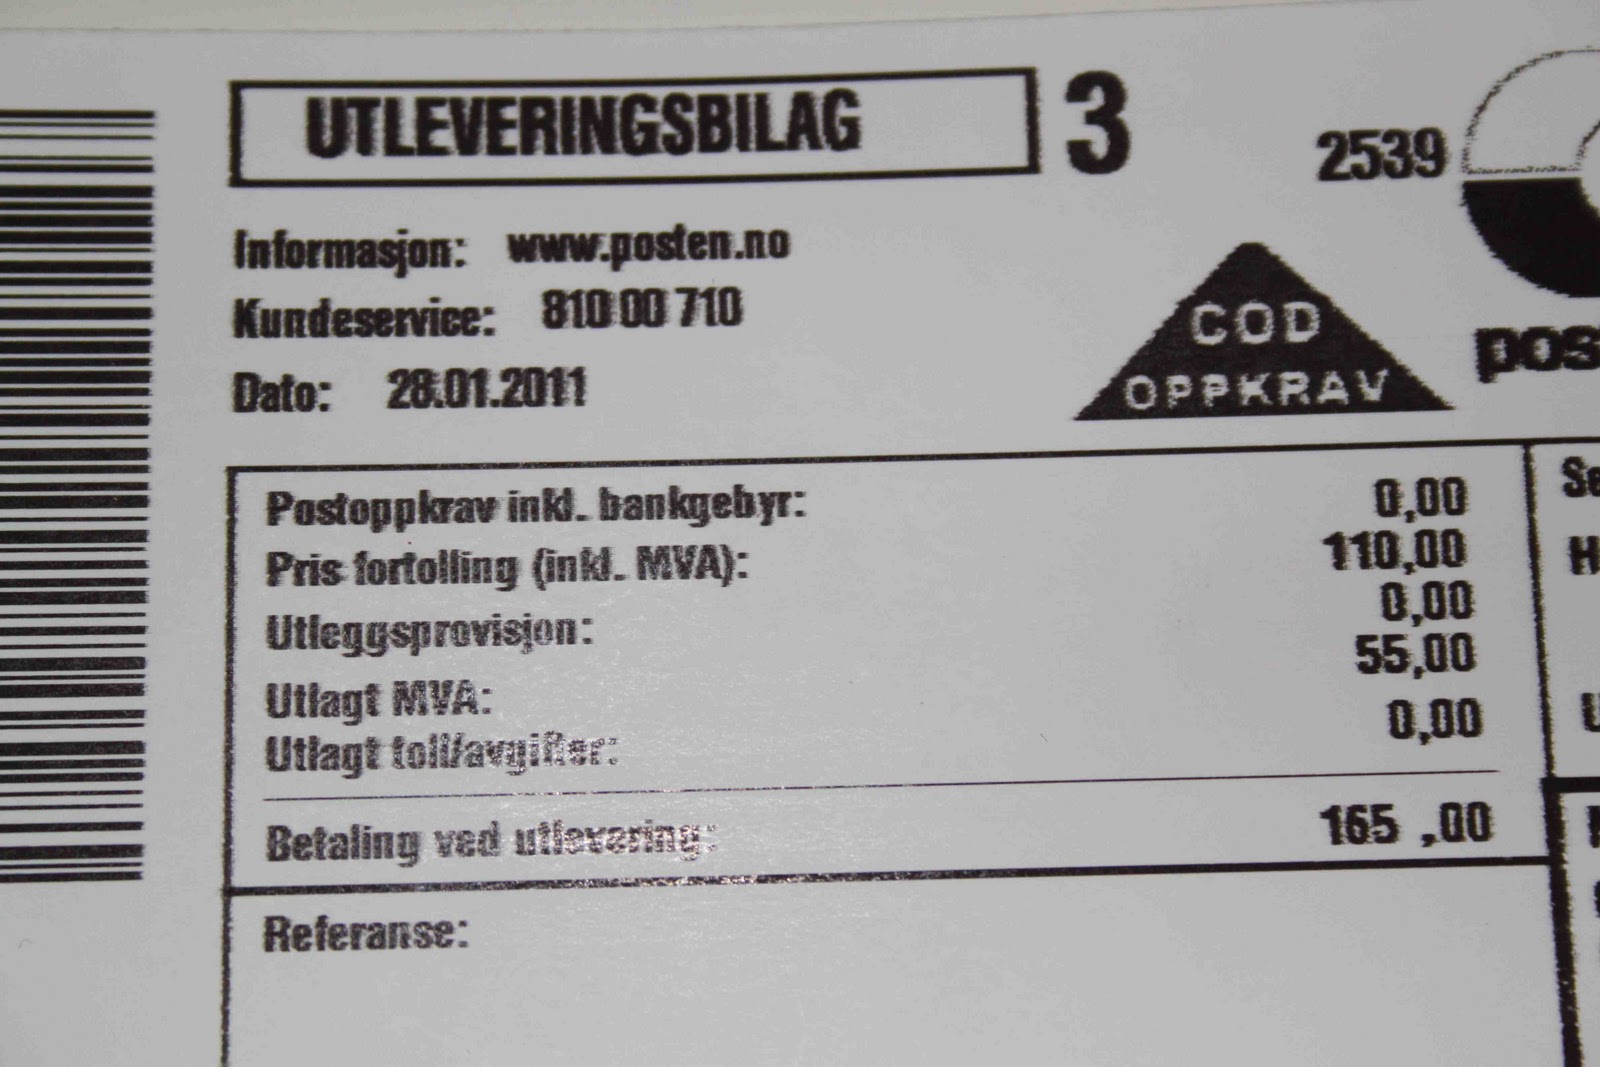 UTLEVERINGSBILAG 3
2539
Informasjon: www.posten.no
Kundeservice: 810 00 710
Dato: 28.01.2011
COD
OPPKRAV
pos
Postoppkrav inkl. bankgebyr: 0,00
Pris fortolling (inkl. MVA): 110,00
Utleggsprovisjon: 0,00
Utlagt MVA: 55,00
Utlagt toll/avgifter: 0,00
Betaling ved utlevering: 165 ,00
Referanse:
Se
H
U